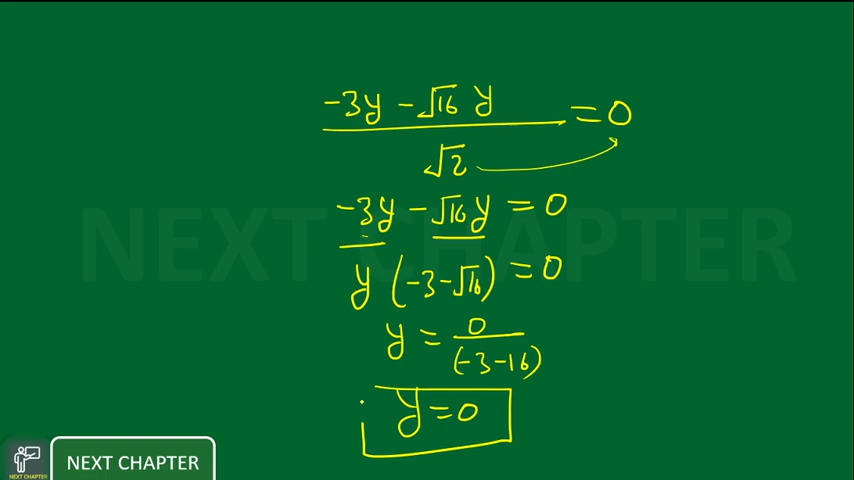 -3y - √16 y
= 0
√2
-3y - √16y = 0
y (-3-√16) = 0
y = 0
(-3-16)
y = 0
NEXT CHAPTER
NEXT CHAPTER
NEXT CHAPTER